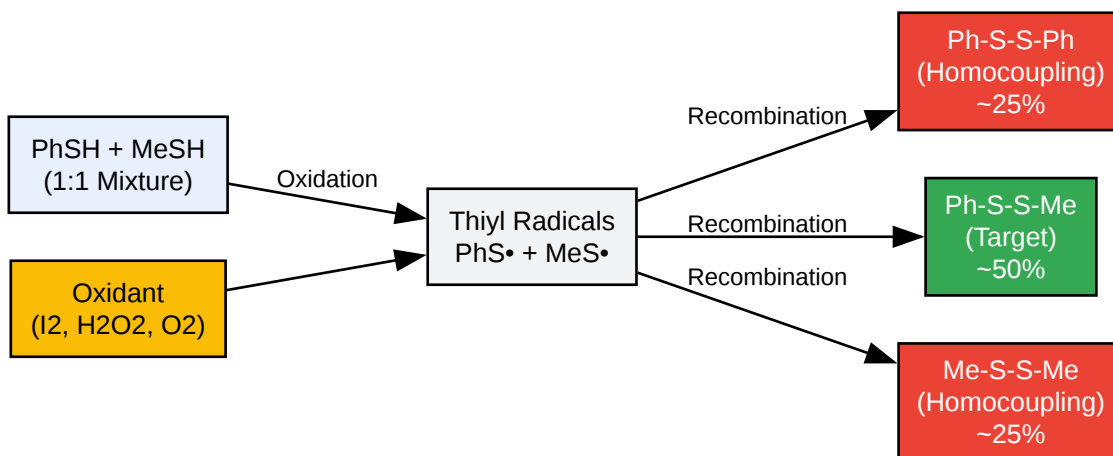 PhSH + MeSH
(1:1 Mixture)
Oxidant
(I2, H2O2, O2)
Oxidation
Thiyl Radicals
PhS• + MeS•
Recombination
Recombination
Recombination
Ph-S-S-Ph
(Homocoupling)
~25%
Ph-S-S-Me
(Target)
~50%
Me-S-S-Me
(Homocoupling)
~25%